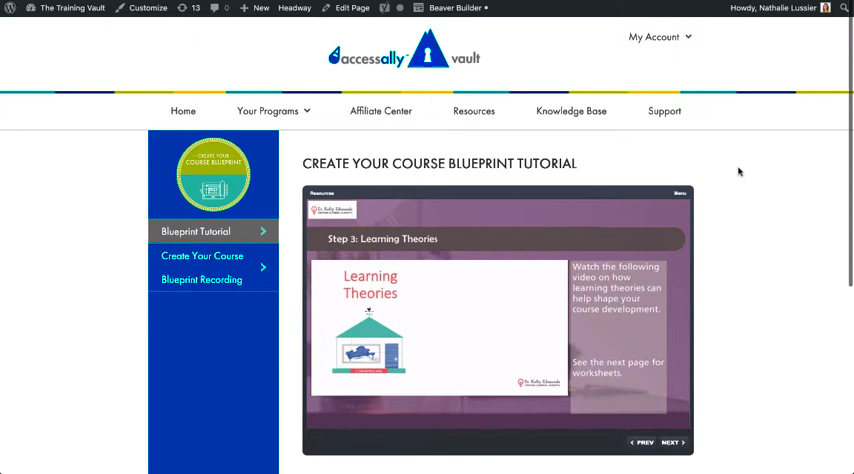 The Training Vault Customize 13 0 New Headway Edit Page Beaver Builder Howdy, Nathalie Lussier
accessally vault
My Account
Home Your Programs Affiliate Center Resources Knowledge Base Support
CREATE YOUR
COURSE BLUEPRINT
Blueprint Tutorial
Create Your Course
Blueprint Recording
CREATE YOUR COURSE BLUEPRINT TUTORIAL
Resources Menu
Dr. Kelly Edmonds
Step 3: Learning Theories
Learning
Theories
Dr. Kelly Edmonds
Watch the following
video on how
learning theories can
help shape your
course development.
See the next page for
worksheets.
PREV NEXT